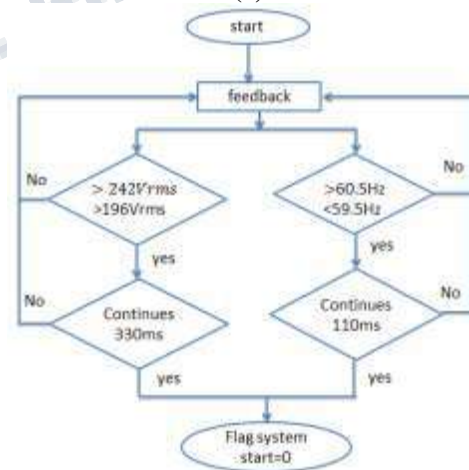 start
feedback
No
> 242Vrms
>196Vrms
>60.5Hz
<59.5Hz
No
yes
yes
No
Continues
330ms
Continues
110ms
No
yes
yes
Flag system
start=0